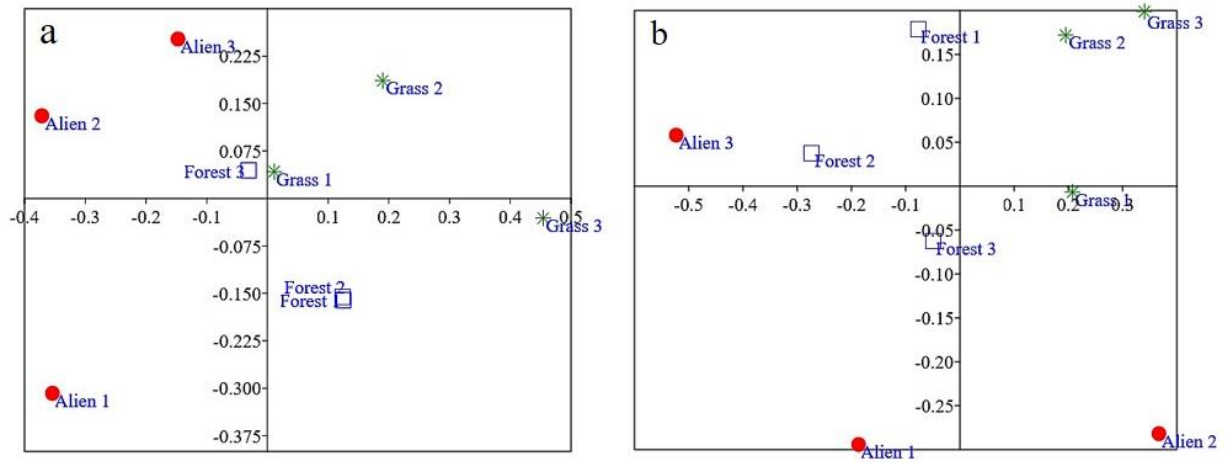 a
Alien 3
0.225
Grass 2
0.150
Alien 2
0.075
Forest 3
Grass 1
-0.4 -0.3 -0.2 -0.1 0.1 0.2 0.3 0.4 0.5
Grass 3
-0.075
-0.150
Forest 2
Forest 1
-0.225
-0.300
Alien 1
-0.375
b
Grass 3
Forest 1
0.15
Grass 2
0.10
0.05
Alien 3
Forest 2
-0.5 -0.4 -0.3 -0.2 -0.1 0.1 0.2 0.3
Grass 1
-0.05
Forest 3
-0.10
-0.15
-0.20
-0.25
Alien 1
Alien 2